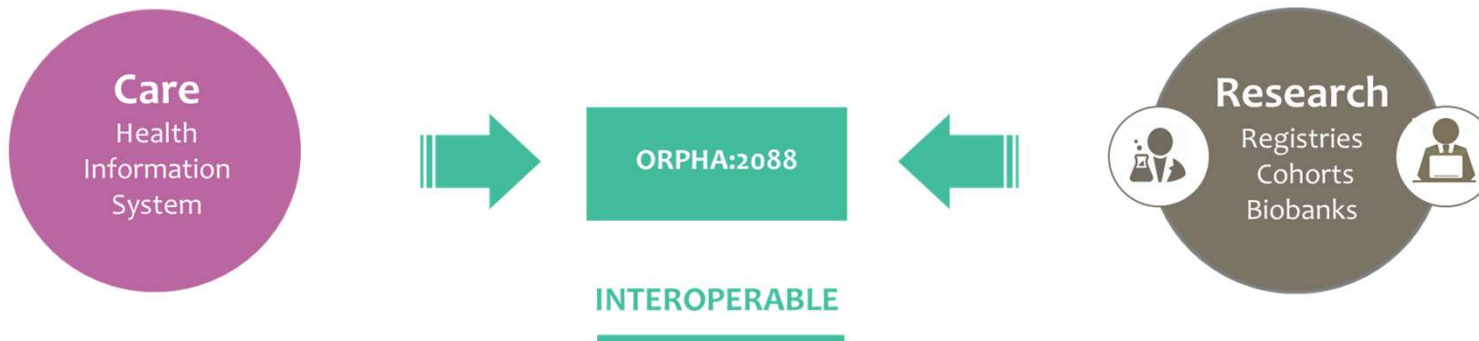 Care
Health
Information
System
ORPHA:2088
INTEROPERABLE
Research
Registries
Cohorts
Biobanks